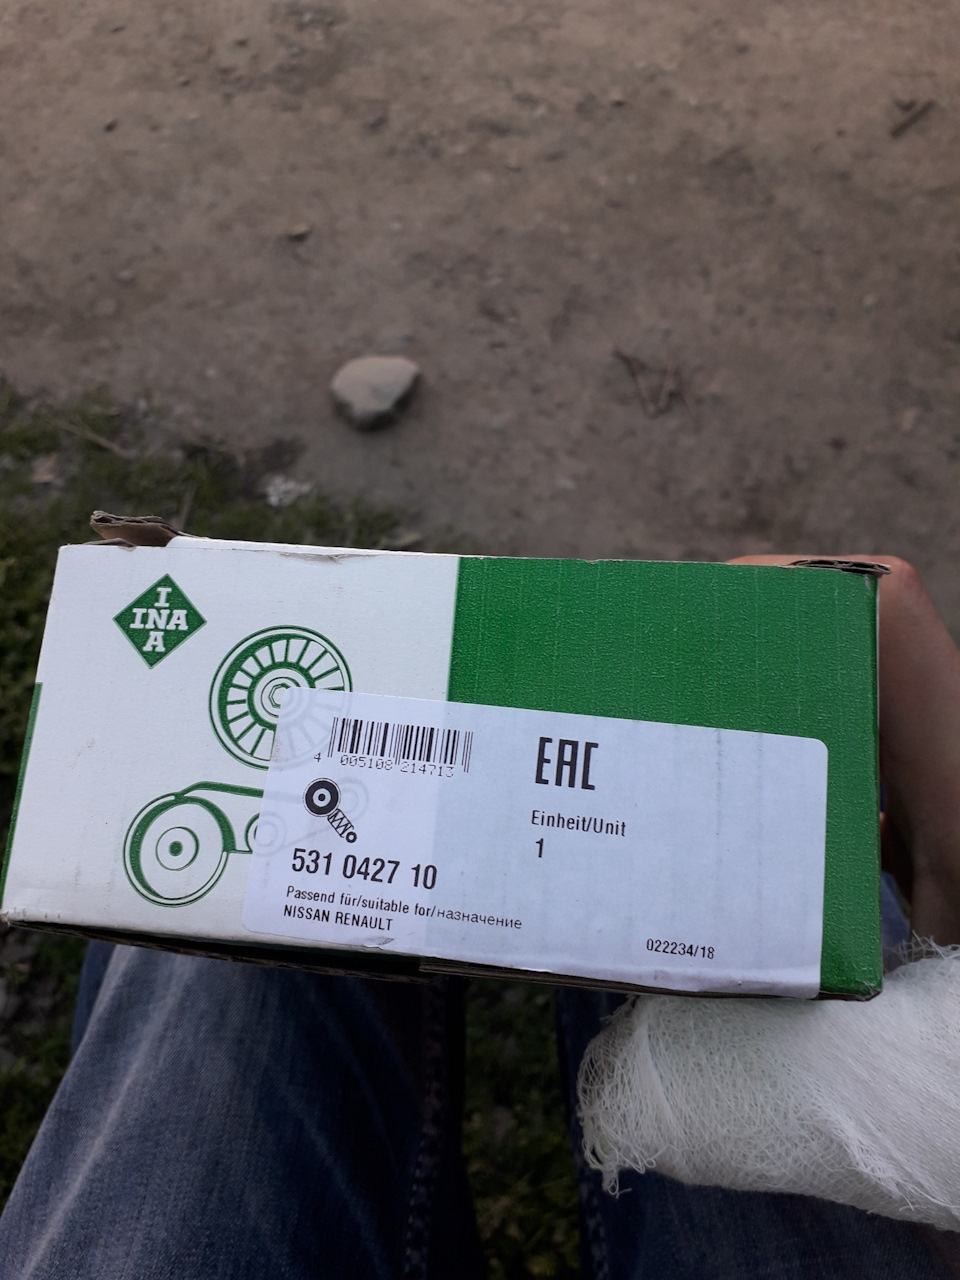 I
INA
A
4 005108 214713
EAC
Einheit/Unit
1
531 0427 10
Passend für/suitable for/назначение
NISSAN RENAULT
022234/18